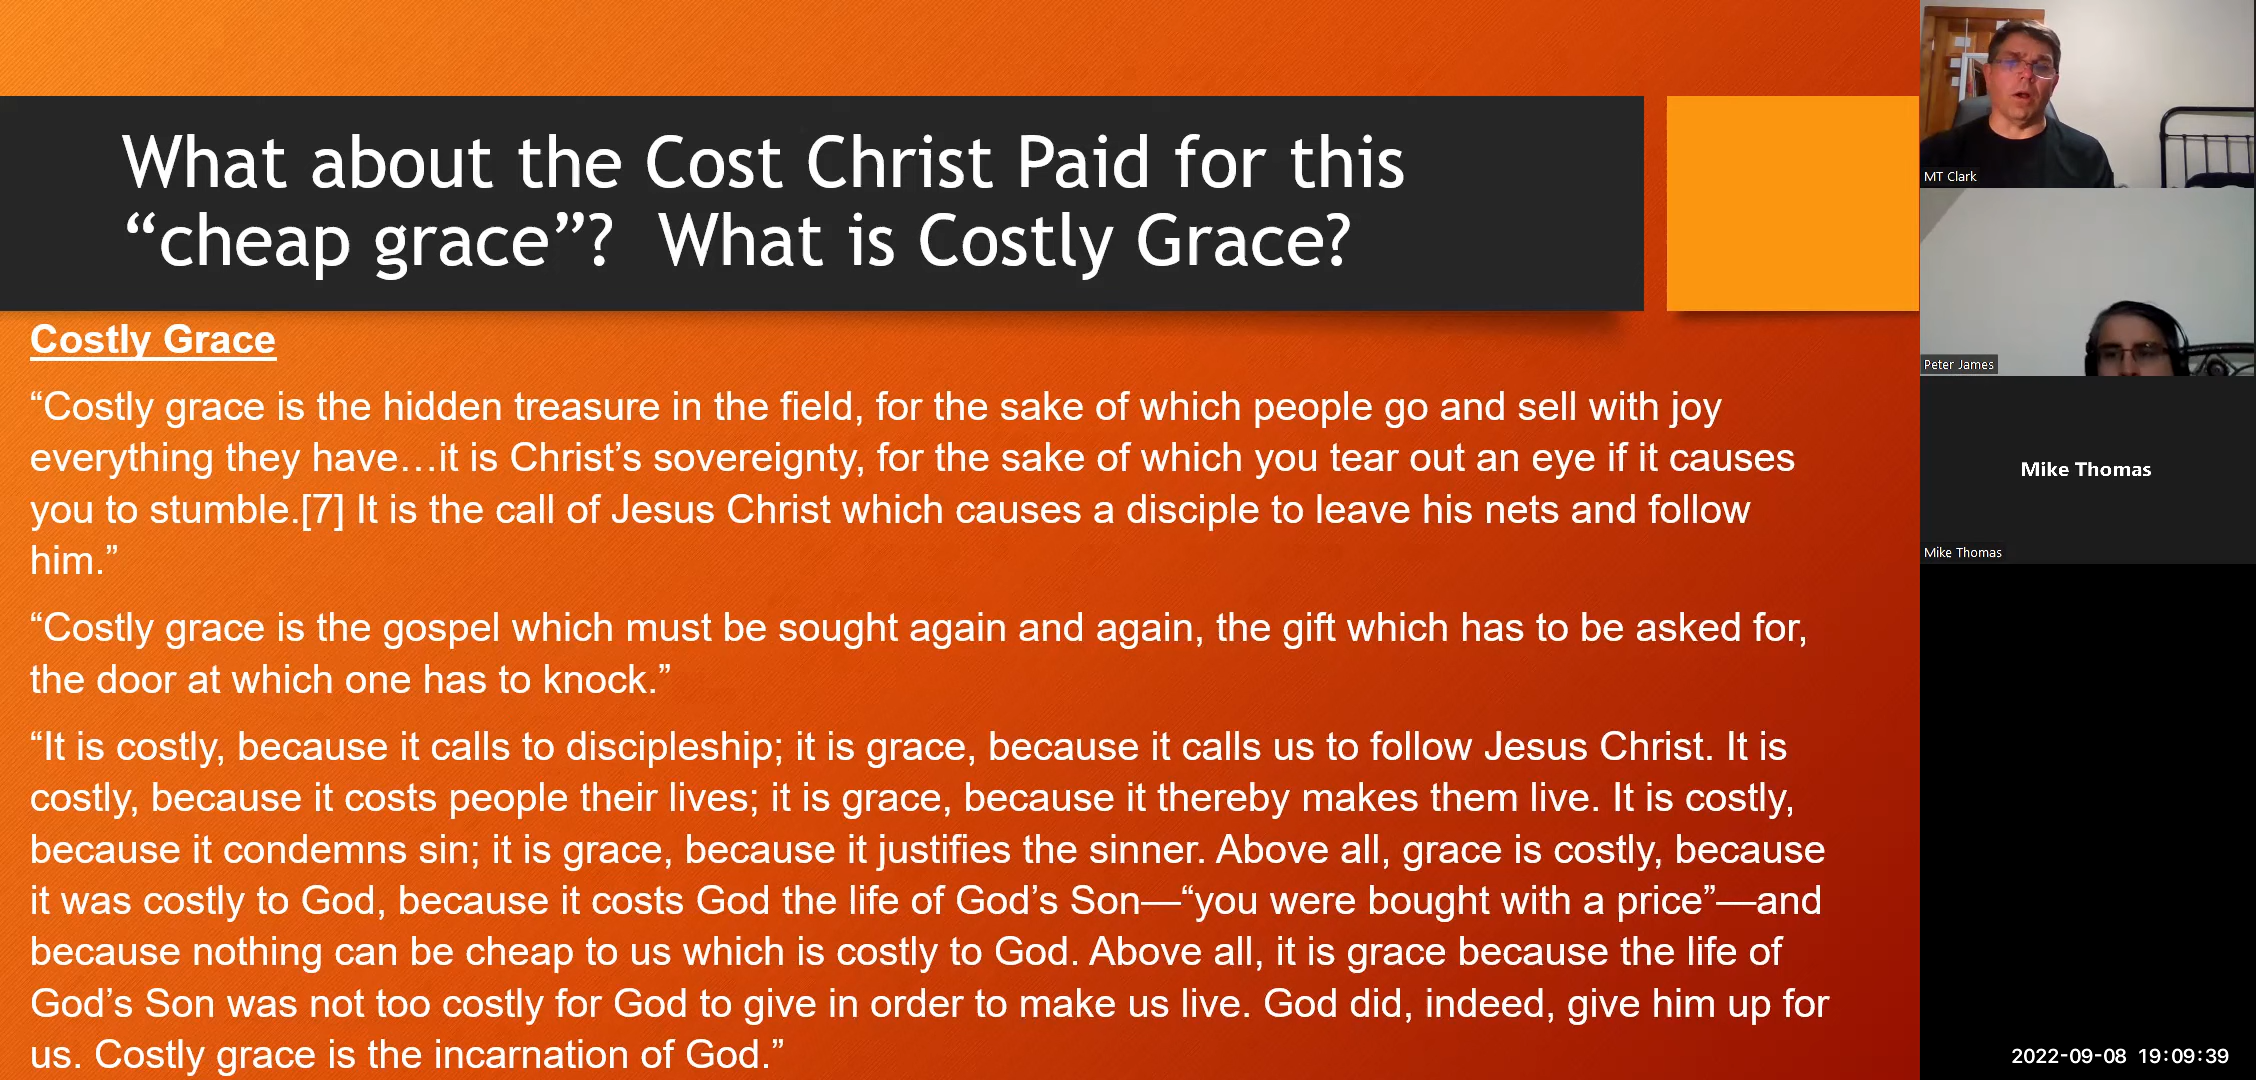 What about the Cost Christ Paid for this
“cheap grace”?  What is Costly Grace?
Costly Grace
“Costly grace is the hidden treasure in the field, for the sake of which people go and sell with joy
everything they have…it is Christ’s sovereignty, for the sake of which you tear out an eye if it causes
you to stumble.[7] It is the call of Jesus Christ which causes a disciple to leave his nets and follow
him.”
“Costly grace is the gospel which must be sought again and again, the gift which has to be asked for,
the door at which one has to knock.”
“It is costly, because it calls to discipleship; it is grace, because it calls us to follow Jesus Christ. It is
costly, because it costs people their lives; it is grace, because it thereby makes them live. It is costly,
because it condemns sin; it is grace, because it justifies the sinner. Above all, grace is costly, because
it was costly to God, because it costs God the life of God’s Son—“you were bought with a price”—and
because nothing can be cheap to us which is costly to God. Above all, it is grace because the life of
God’s Son was not too costly for God to give in order to make us live. God did, indeed, give him up for
us. Costly grace is the incarnation of God.”
MT Clark
Peter James
Mike Thomas
Mike Thomas
2022-09-08 19:09:39